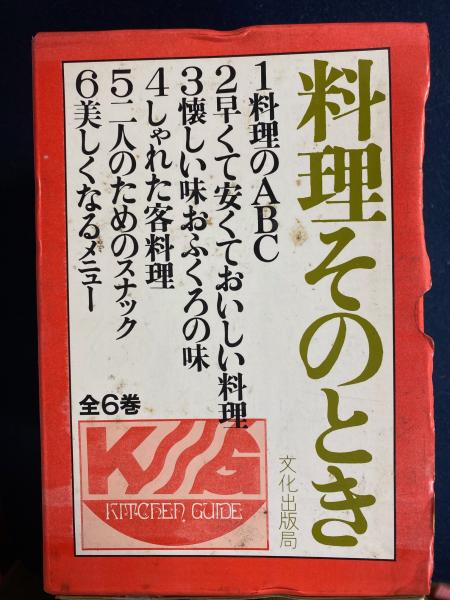 料理そのとき
1料理のABC
2早くて安くておいしい料理
3懐しい味おふくろの味
4しゃれた客料理
5二人のためのスナック
6美しくなるメニュー
全6巻
KG
KITCHEN GUIDE
文化出版局